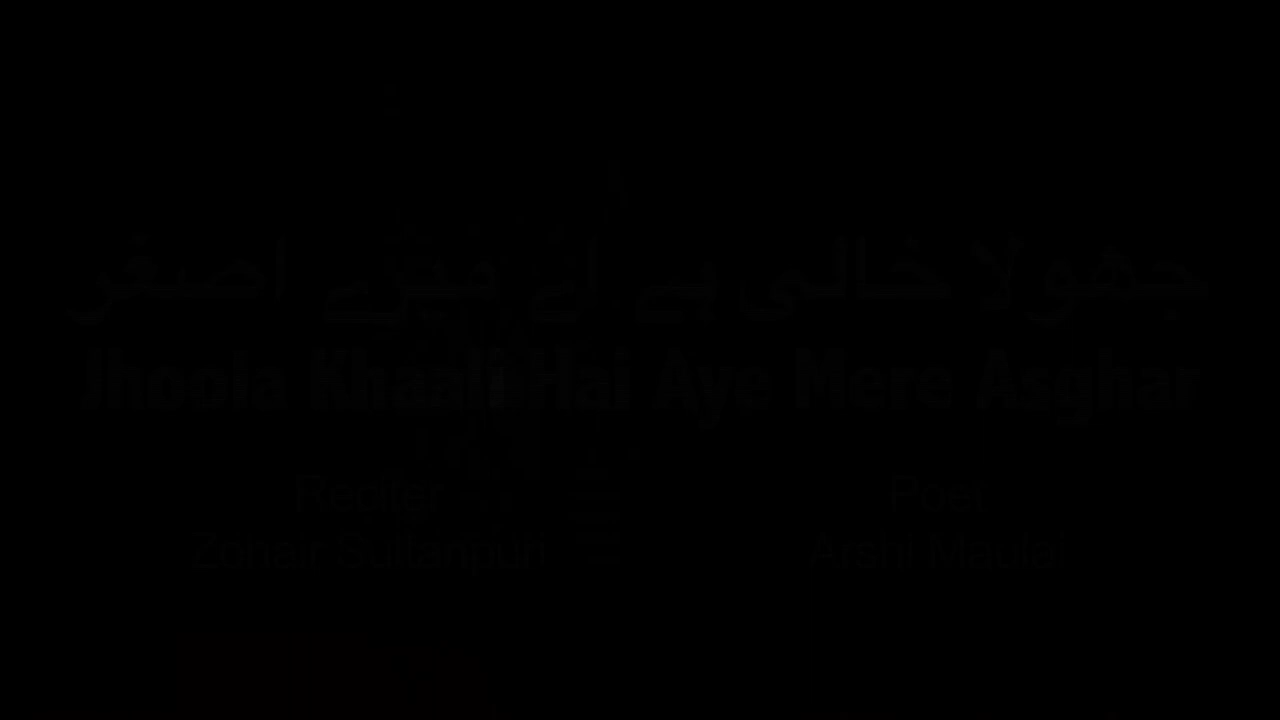 جھولا خالی ہے اے میرے اصغر
Jhoola Khaali Hai Aye Mere Asghar
Reciter Poet
Zohair Sultanpuri Arshi Maulai